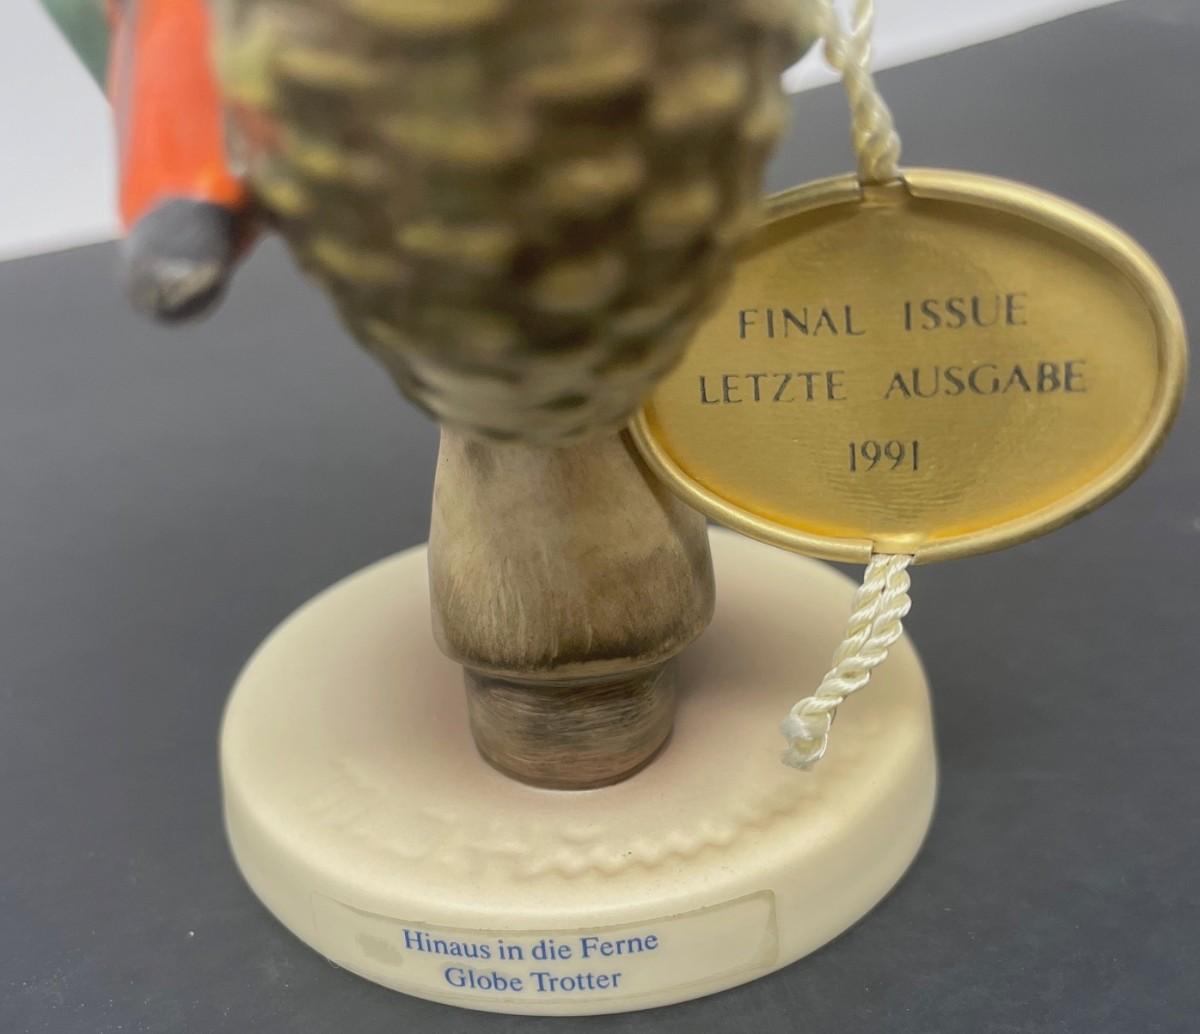 FINAL ISSUE
LETZTE AUSGABE
1991
Hinaus in die Ferne
Globe Trotter